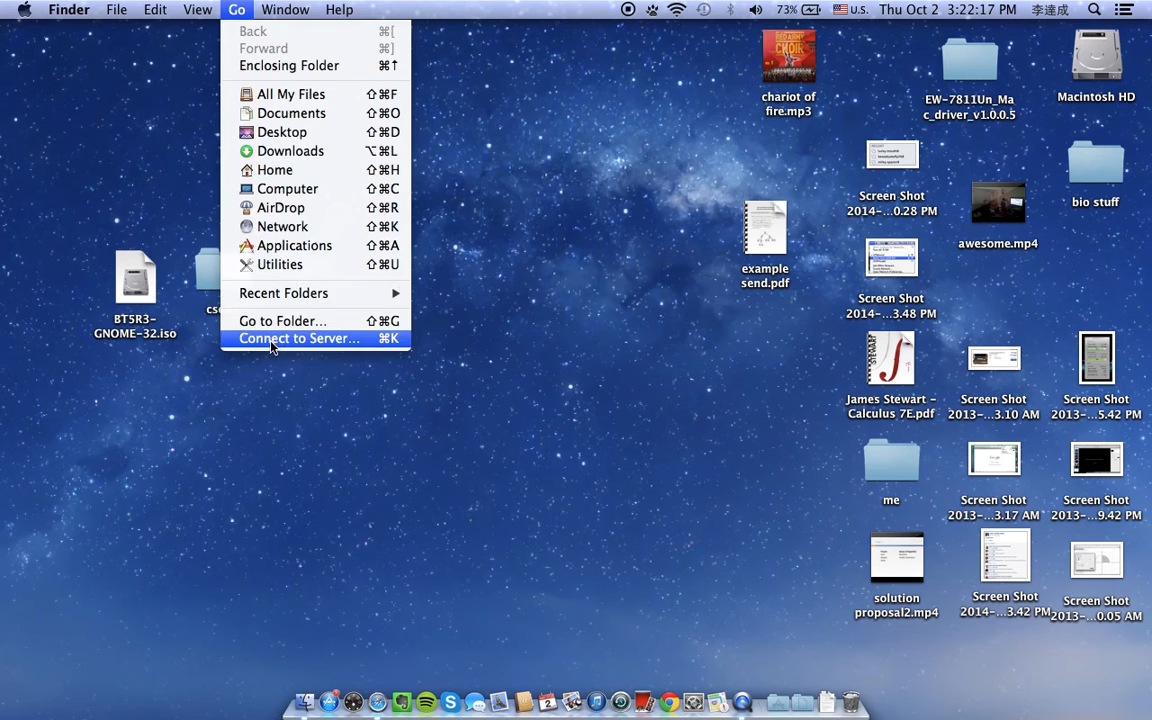 Finder File Edit View Go Window Help 73% U.S. Thu Oct 2 3:22:17 PM 李達成
Back ⌘[
Forward ⌘]
Enclosing Folder ⌘↑
All My Files ⇧⌘F
Documents ⇧⌘O
Desktop ⇧⌘D
Downloads ⌥⌘L
Home ⇧⌘H
Computer ⇧⌘C
AirDrop ⇧⌘R
Network ⇧⌘K
Applications ⇧⌘A
Utilities ⇧⌘U
Recent Folders
Go to Folder... ⇧⌘G
Connect to Server... ⌘K
BT5R3-
GNOME-32.iso
RED ARMY
CHOIR
chariot of
fire.mp3
EW-7811Un_Ma
c_driver_v1.0.0.5
Macintosh HD
Screen Shot
2014-...0.28 PM
awesome.mp4
bio stuff
example
send.pdf
Screen Shot
2014-...3.48 PM
STEWART
James Stewart -
Calculus 7E.pdf
Screen Shot
2013-...3.10 AM
Screen Shot
2013-...5.42 PM
me
Screen Shot
2013-...3.17 AM
Screen Shot
2013-...9.42 PM
solution
proposal2.mp4
Screen Shot
2014-...3.42 PM
Screen Shot
2013-...0.05 AM